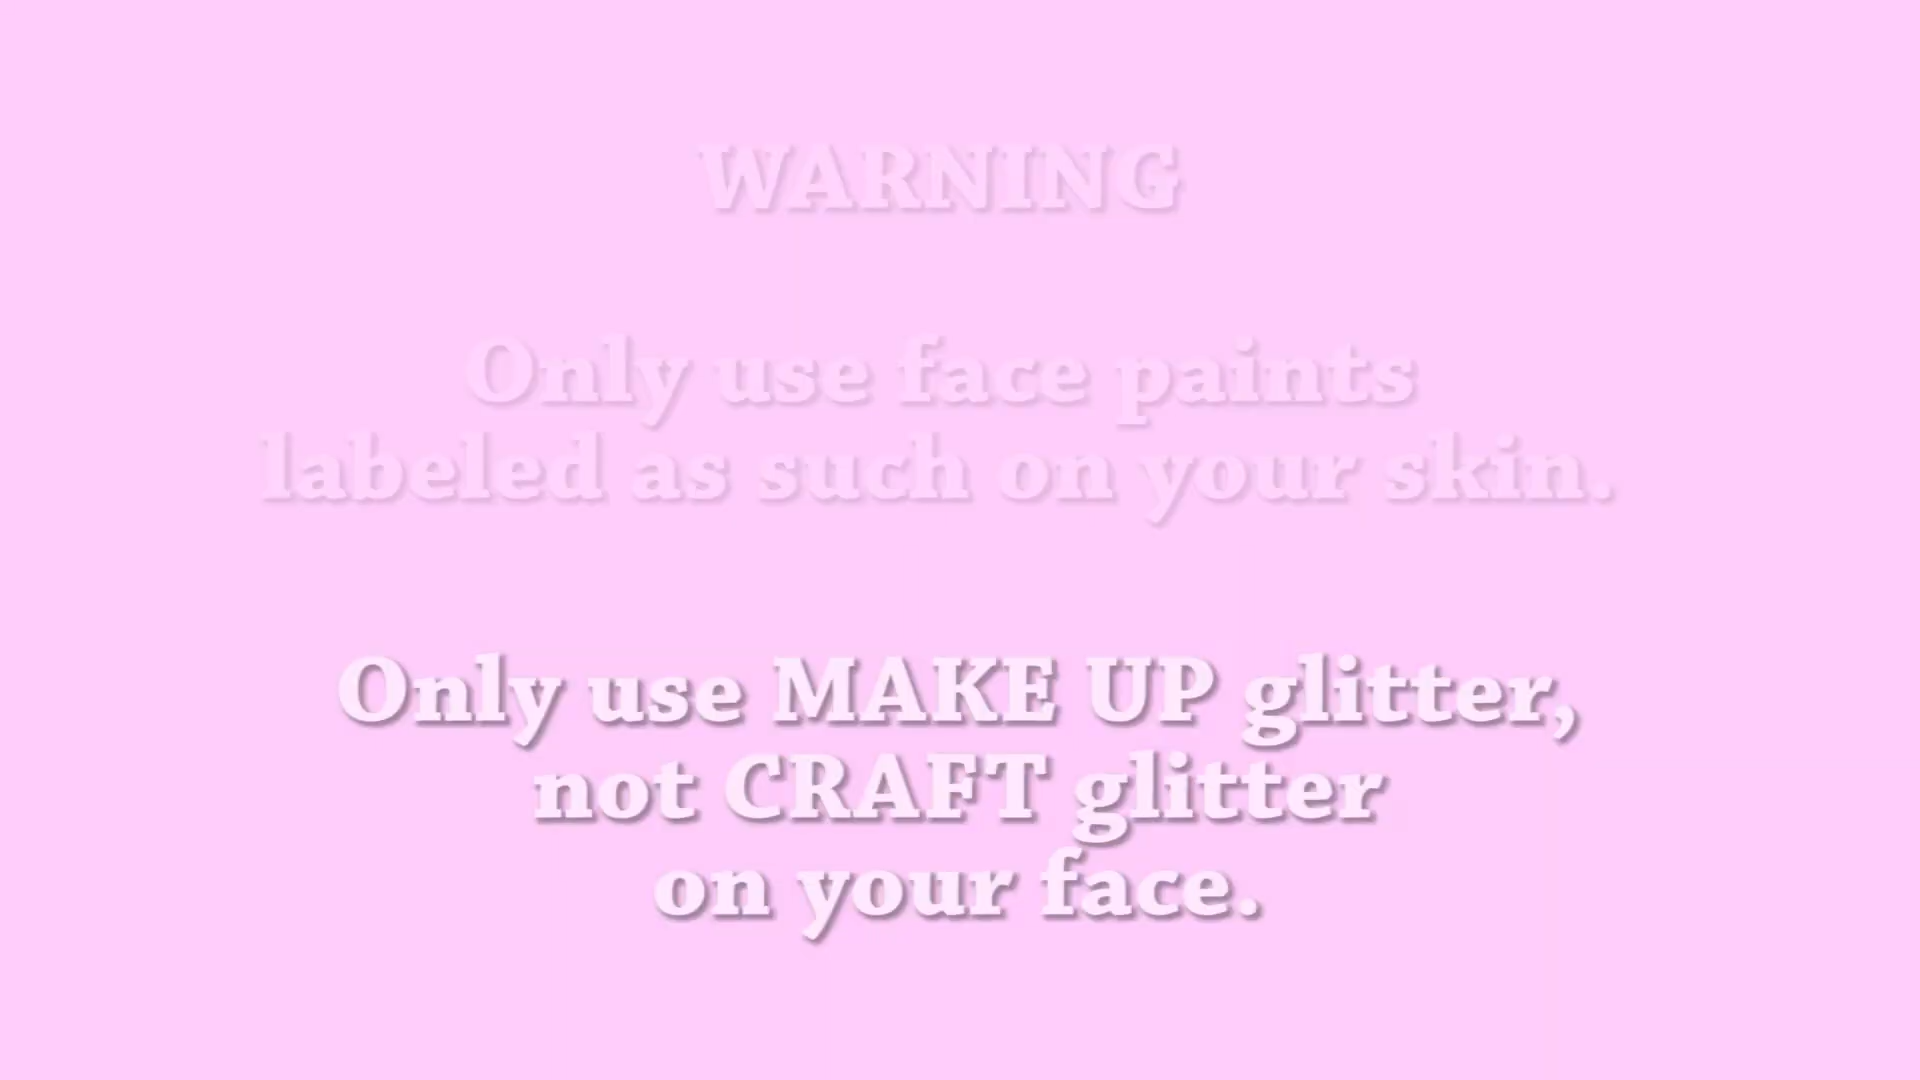 WARNING
Only use face paints
labeled as such on your skin.
Only use MAKE UP glitter,
not CRAFT glitter
on your face.